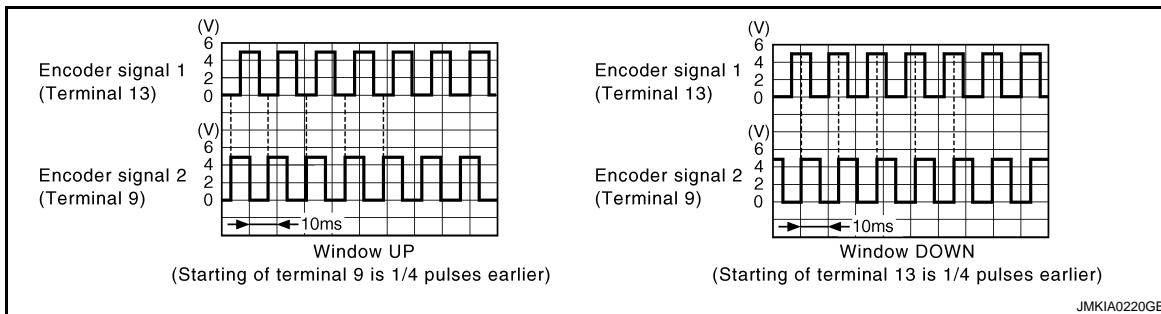 (V)
6
4
2
0
Encoder signal 1
(Terminal 13)
(V)
6
4
2
0
Encoder signal 2
(Terminal 9)
10ms
Window UP
(Starting of terminal 9 is 1/4 pulses earlier)
(V)
6
4
2
0
Encoder signal 1
(Terminal 13)
(V)
6
4
2
0
Encoder signal 2
(Terminal 9)
10ms
Window DOWN
(Starting of terminal 13 is 1/4 pulses earlier)
JMKIA0220GB